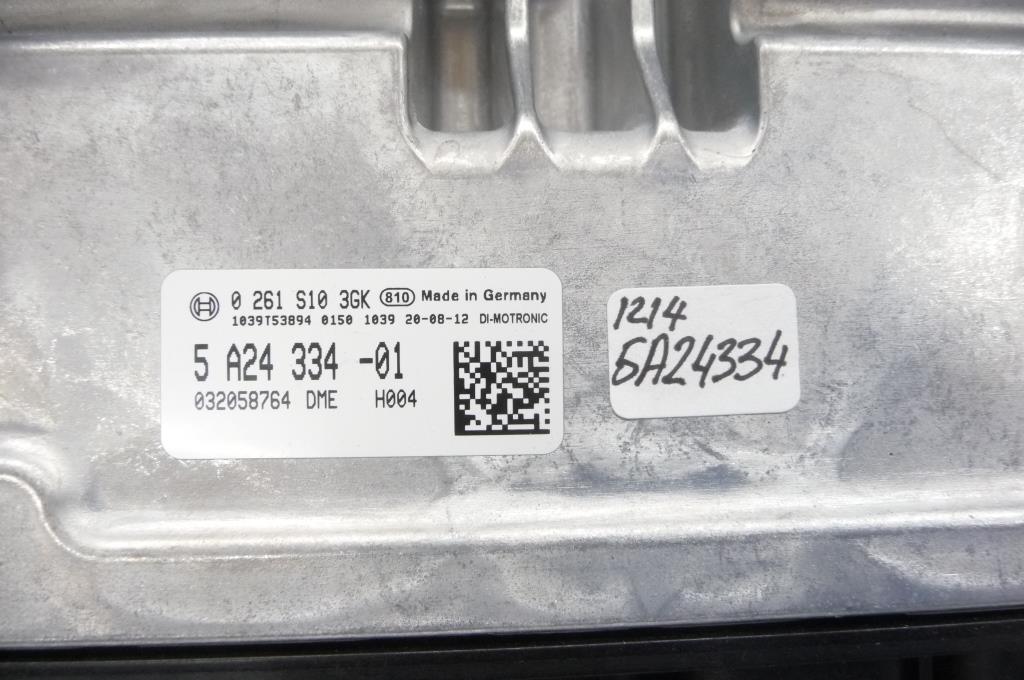 0 261 S10 3GK 810 Made in Germany
1039T53894 0150 1039 20-08-12 DI-MOTRONIC
5 A24 334 -01
032058764 DME H004
1214
5A24334